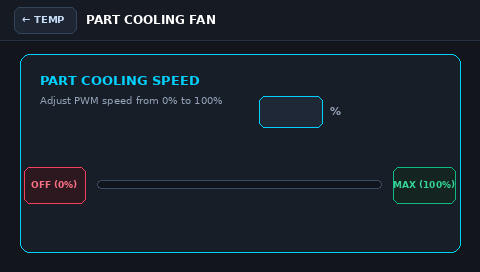 ← TEMP
PART COOLING FAN
PART COOLING SPEED
Adjust PWM speed from 0% to 100%
%
OFF (0%)
MAX (100%)